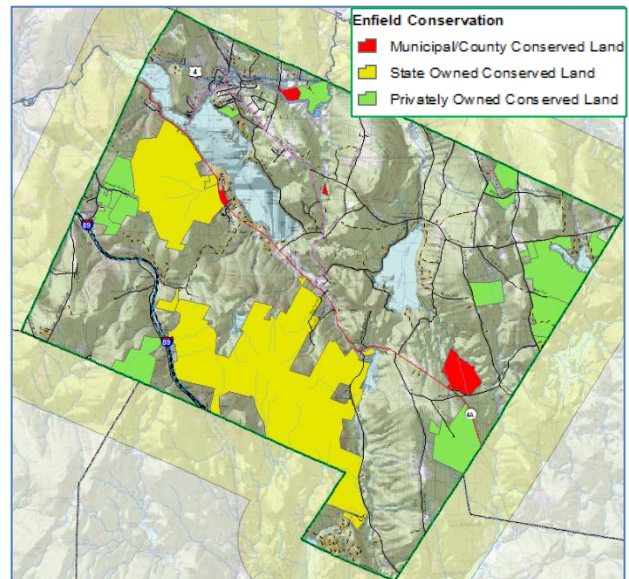 Enfield Conservation
Municipal/County Conserved Land
State Owned Conserved Land
Privately Owned Conserved Land
4
89
89
4A